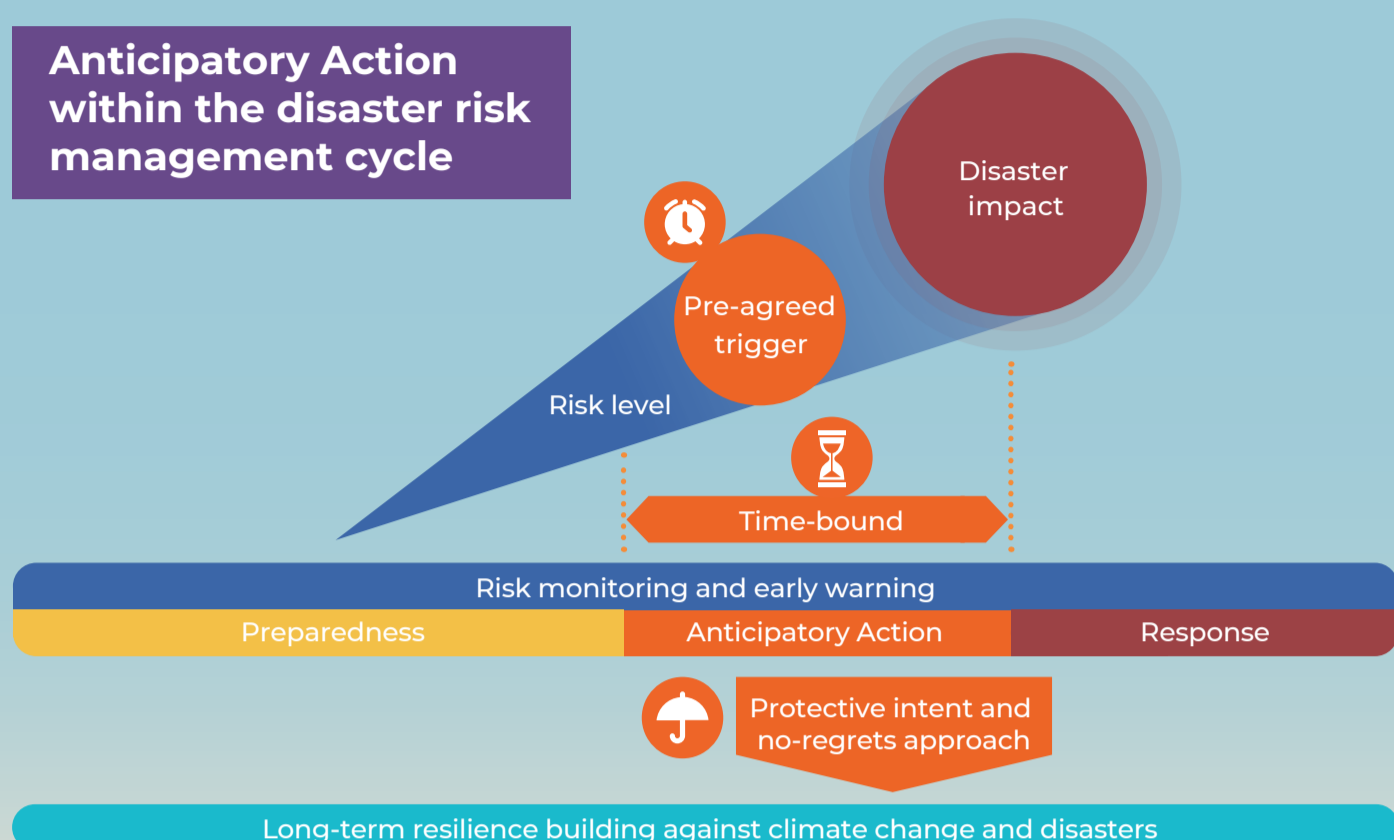 Anticipatory Action
within the disaster risk
management cycle
Disaster
impact
Pre-agreed
trigger
Risk level
Time-bound
Risk monitoring and early warning
Preparedness
Anticipatory Action
Response
Protective intent and
no-regrets approach
Long-term resilience building against climate change and disasters